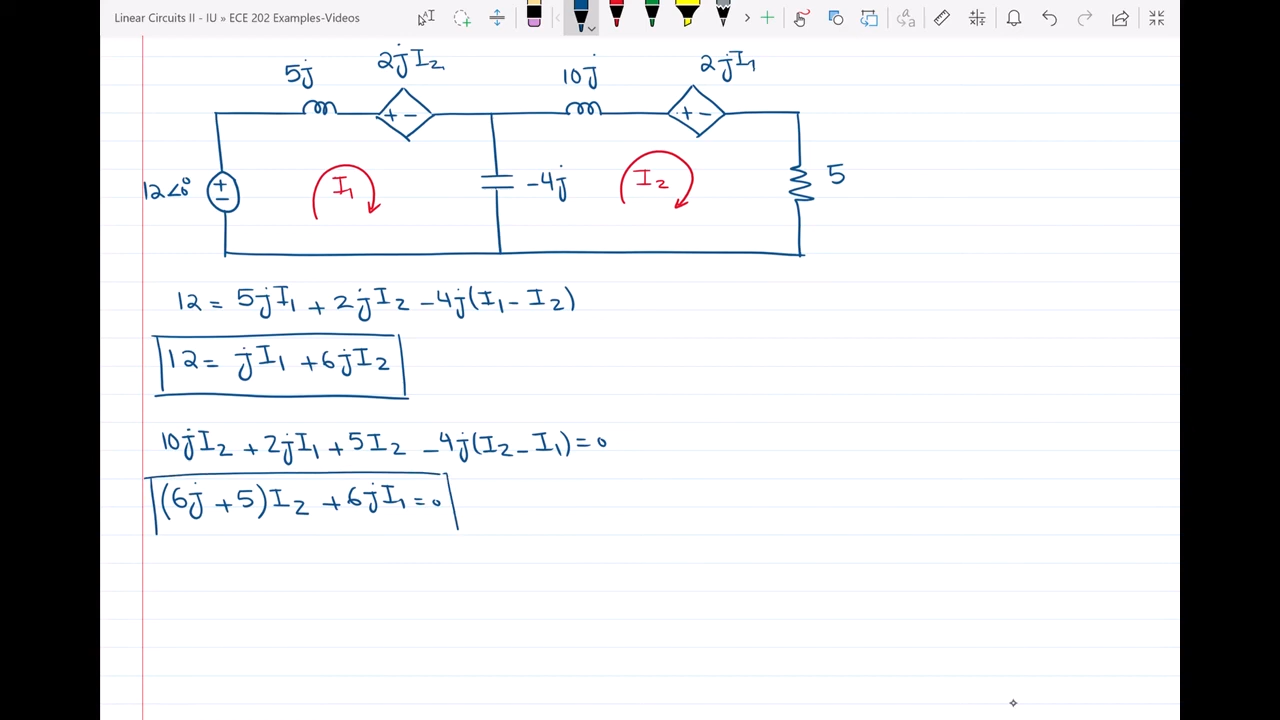 Linear Circuits II - IU » ECE 202 Examples-Videos
5j 2jI₂ 10j 2jI₁
+ - + -
12∠0° + - I₁ -4j I₂ 5
12 = 5jI₁ + 2jI₂ - 4j(I₁ - I₂)
12 = jI₁ + 6jI₂
10jI₂ + 2jI₁ + 5I₂ - 4j(I₂ - I₁) = 0
(6j + 5)I₂ + 6jI₁ = 0